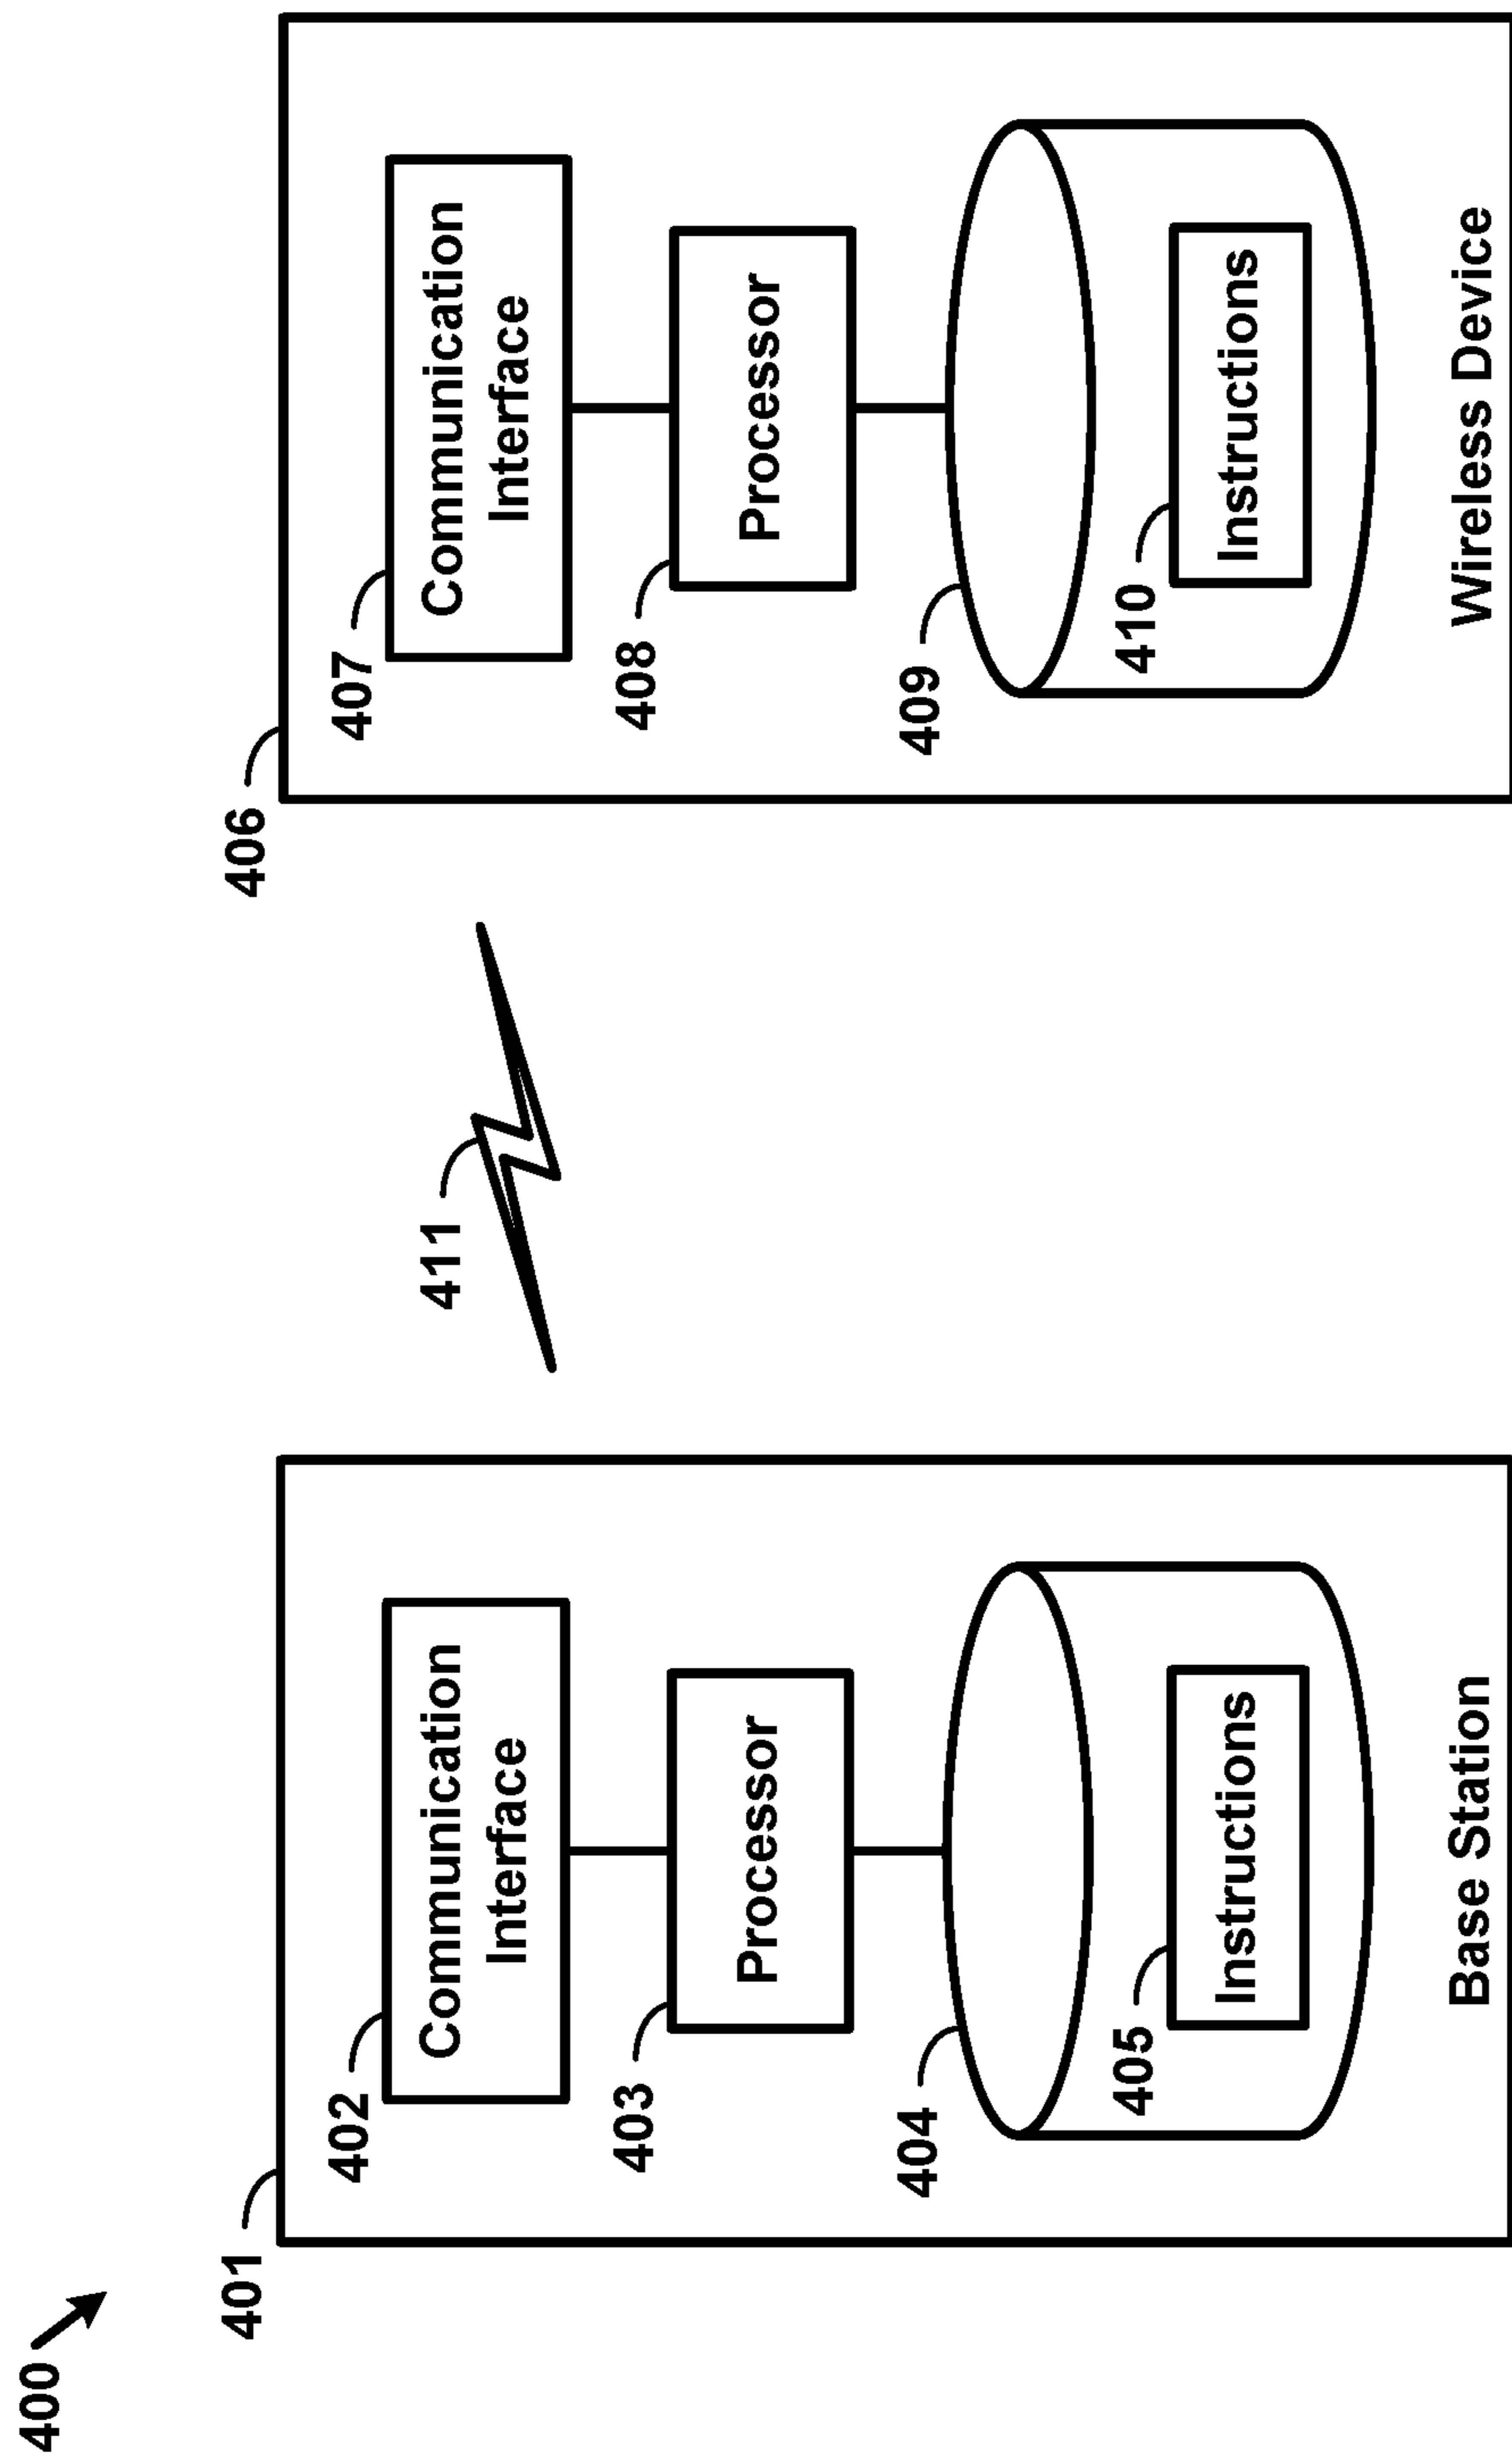 400
401
402
Communication
Interface
403
Processor
404
405
Instructions
Base Station
411
406
407
Communication
Interface
408
Processor
409
410
Instructions
Wireless Device